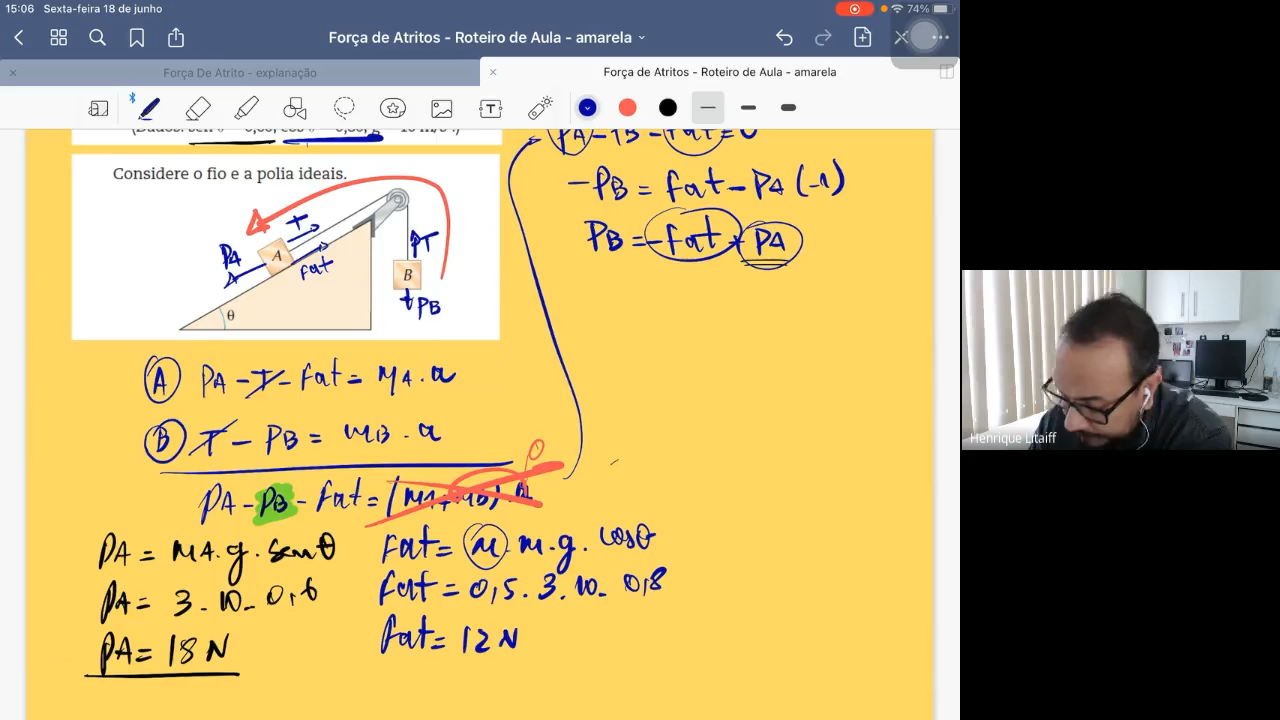 15:06 Sexta-feira 18 de junho
74%
Força de Atritos - Roteiro de Aula - amarela
Força De Atrito - explanação
Força de Atritos - Roteiro de Aula - amarela
PA - PB - fat = 0
Considere o fio e a polia ideais.
-PB = fat - PA (-1)
PB = -fat + PA
T
PA
A
fat
T
B
PB
θ
A PA - T - fat = MA . a
B T - PB = MB . a
0
PA - PB - fat = (MA + MB) . a
PA = MA . g . senθ
fat = M . m . g . cosθ
PA = 3 . 10 . 0,6
fat = 0,5 . 3 . 10 . 0,8
PA = 18 N
fat = 12 N
Henrique Litaiff